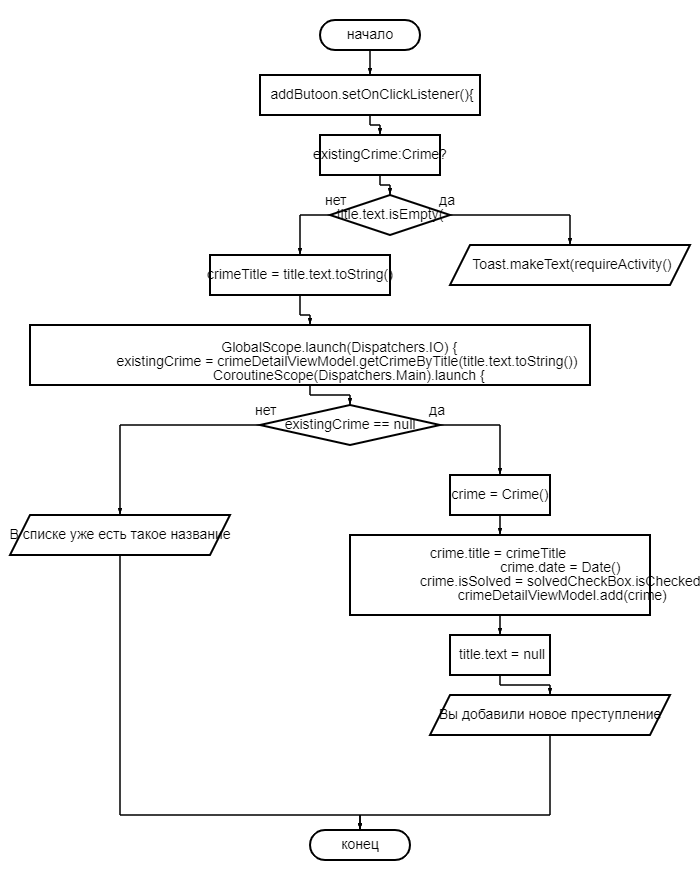 начало
addButoon.setOnClickListener(){
existingCrime:Crime?
нет
да
title.text.isEmpty(
crimeTitle = title.text.toString()
Toast.makeText(requireActivity()
GlobalScope.launch(Dispatchers.IO) {
existingCrime = crimeDetailViewModel.getCrimeByTitle(title.text.toString())
CoroutineScope(Dispatchers.Main).launch {
нет
да
existingCrime == null
crime = Crime()
В списке уже есть такое название
crime.title = crimeTitle
crime.date = Date()
crime.isSolved = solvedCheckBox.isChecked
crimeDetailViewModel.add(crime)
title.text = null
Вы добавили новое преступление
конец